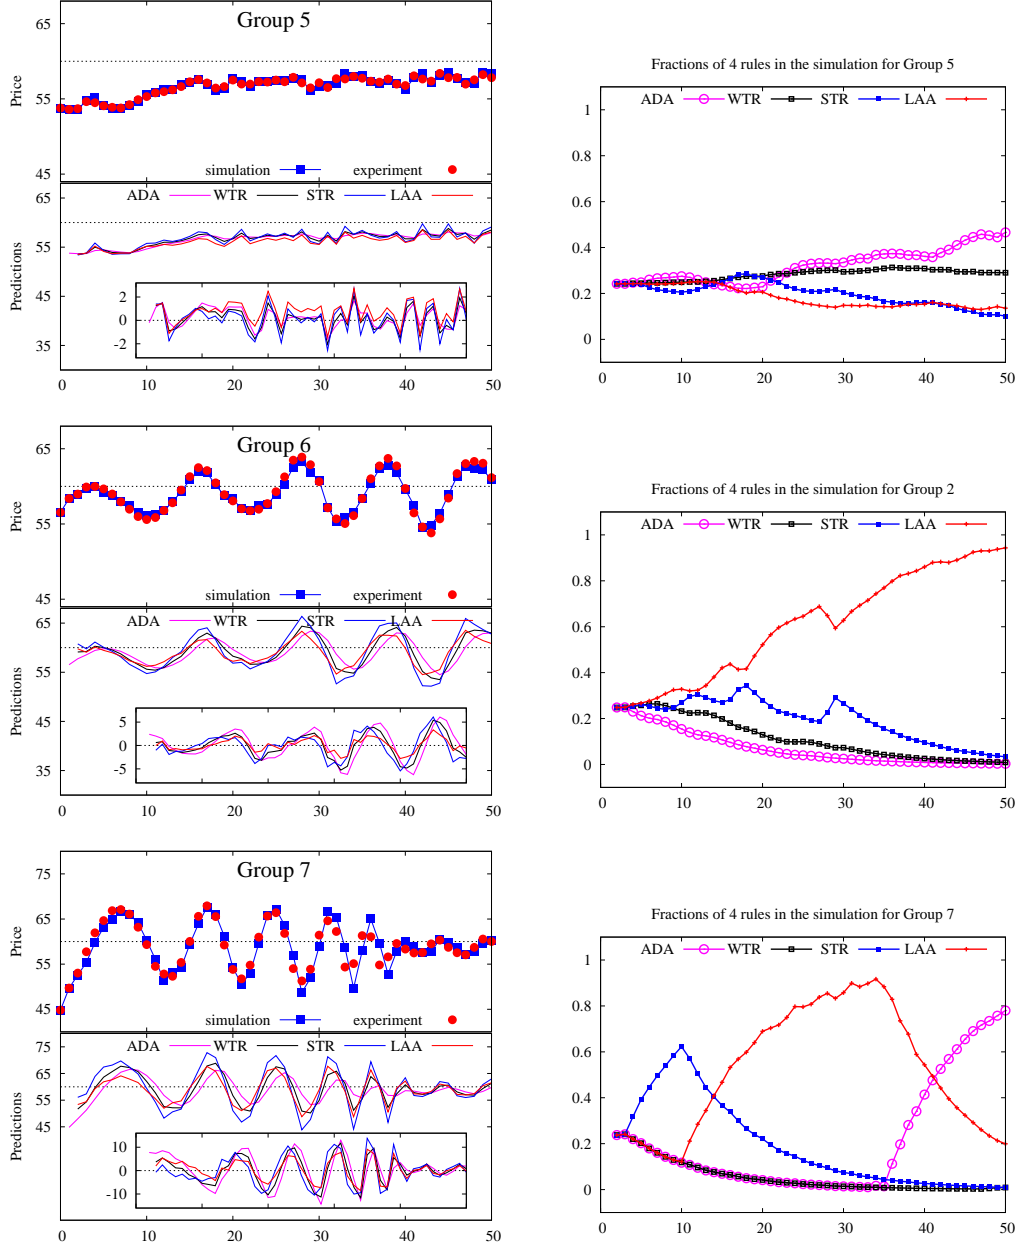 Group 5
65
55
44
Price
simulation experiment
ADA WTR STR LAA
65
55
45
35
Predictions
2
0
-2
0 10 20 30 40 50
Fractions of 4 rules in the simulation for Group 5
ADA WTR STR LAA
1
0.8
0.6
0.4
0.2
0
0 10 20 30 40 50
Group 6
65
55
45
Price
simulation experiment
ADA WTR STR LAA
65
55
45
35
Predictions
5
0
-5
0 10 20 30 40 50
Fractions of 4 rules in the simulation for Group 2
ADA WTR STR LAA
1
0.8
0.6
0.4
0.2
0
0 10 20 30 40 50
Group 7
75
65
55
45
Price
simulation experiment
ADA WTR STR LAA
75
65
55
45
Predictions
10
0
-10
0 10 20 30 40 50
Fractions of 4 rules in the simulation for Group 7
ADA WTR STR LAA
1
0.8
0.6
0.4
0.2
0
0 10 20 30 40 50